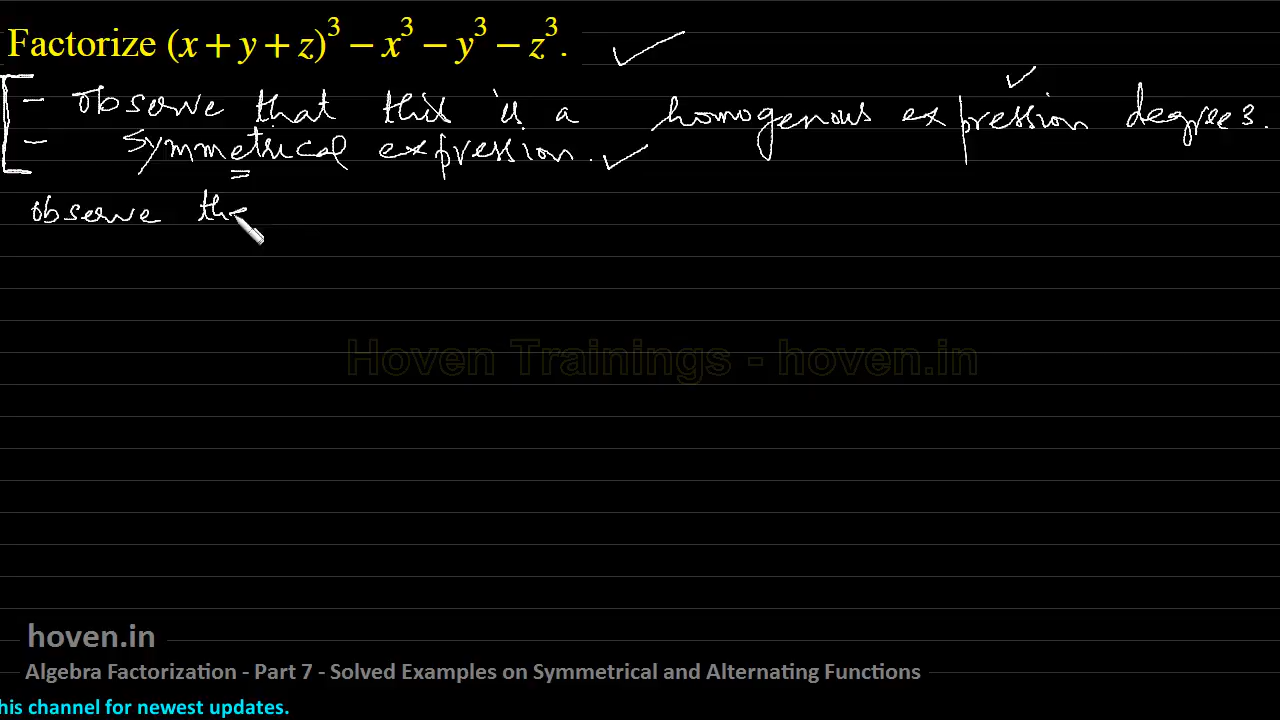 Factorize (x + y + z)³ − x³ − y³ − z³.
- observe that this is a homogenous expression degree 3.
- symmetrical expression.
observe the
Hoven Trainings - hoven.in
hoven.in
Algebra Factorization - Part 7 - Solved Examples on Symmetrical and Alternating Functions
his channel for newest updates.